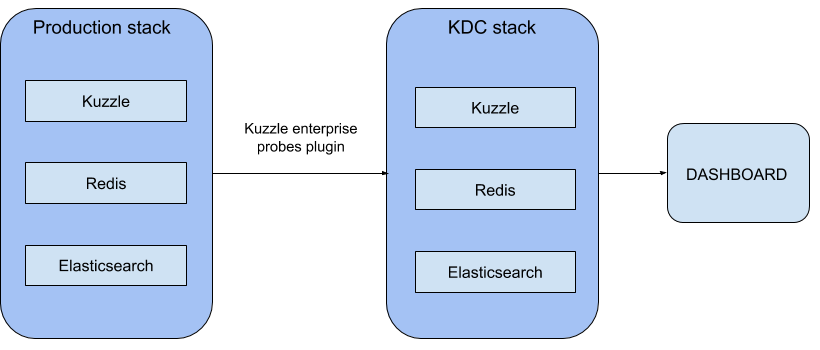 Production stack
Kuzzle
Redis
Elasticsearch
Kuzzle enterprise
probes plugin
KDC stack
Kuzzle
Redis
Elasticsearch
DASHBOARD